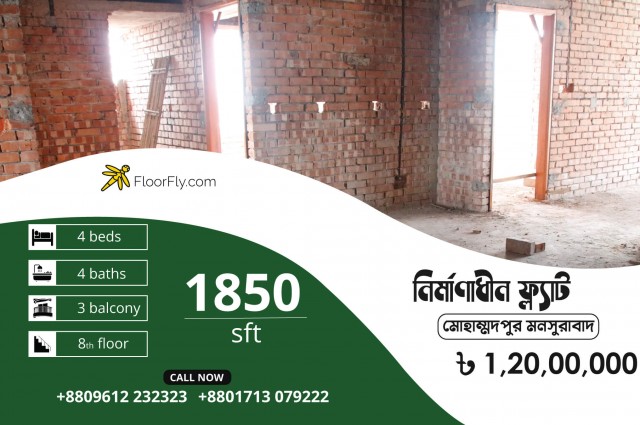 FloorFly.com
4 beds
4 baths
3 balcony
8th floor
1850
sft
নির্মাণাধীন ফ্ল্যাট
মোহাম্মদপুর মনসুরাবাদ
৳ 1,20,00,000
CALL NOW
+8809612 232323 +8801713 079222